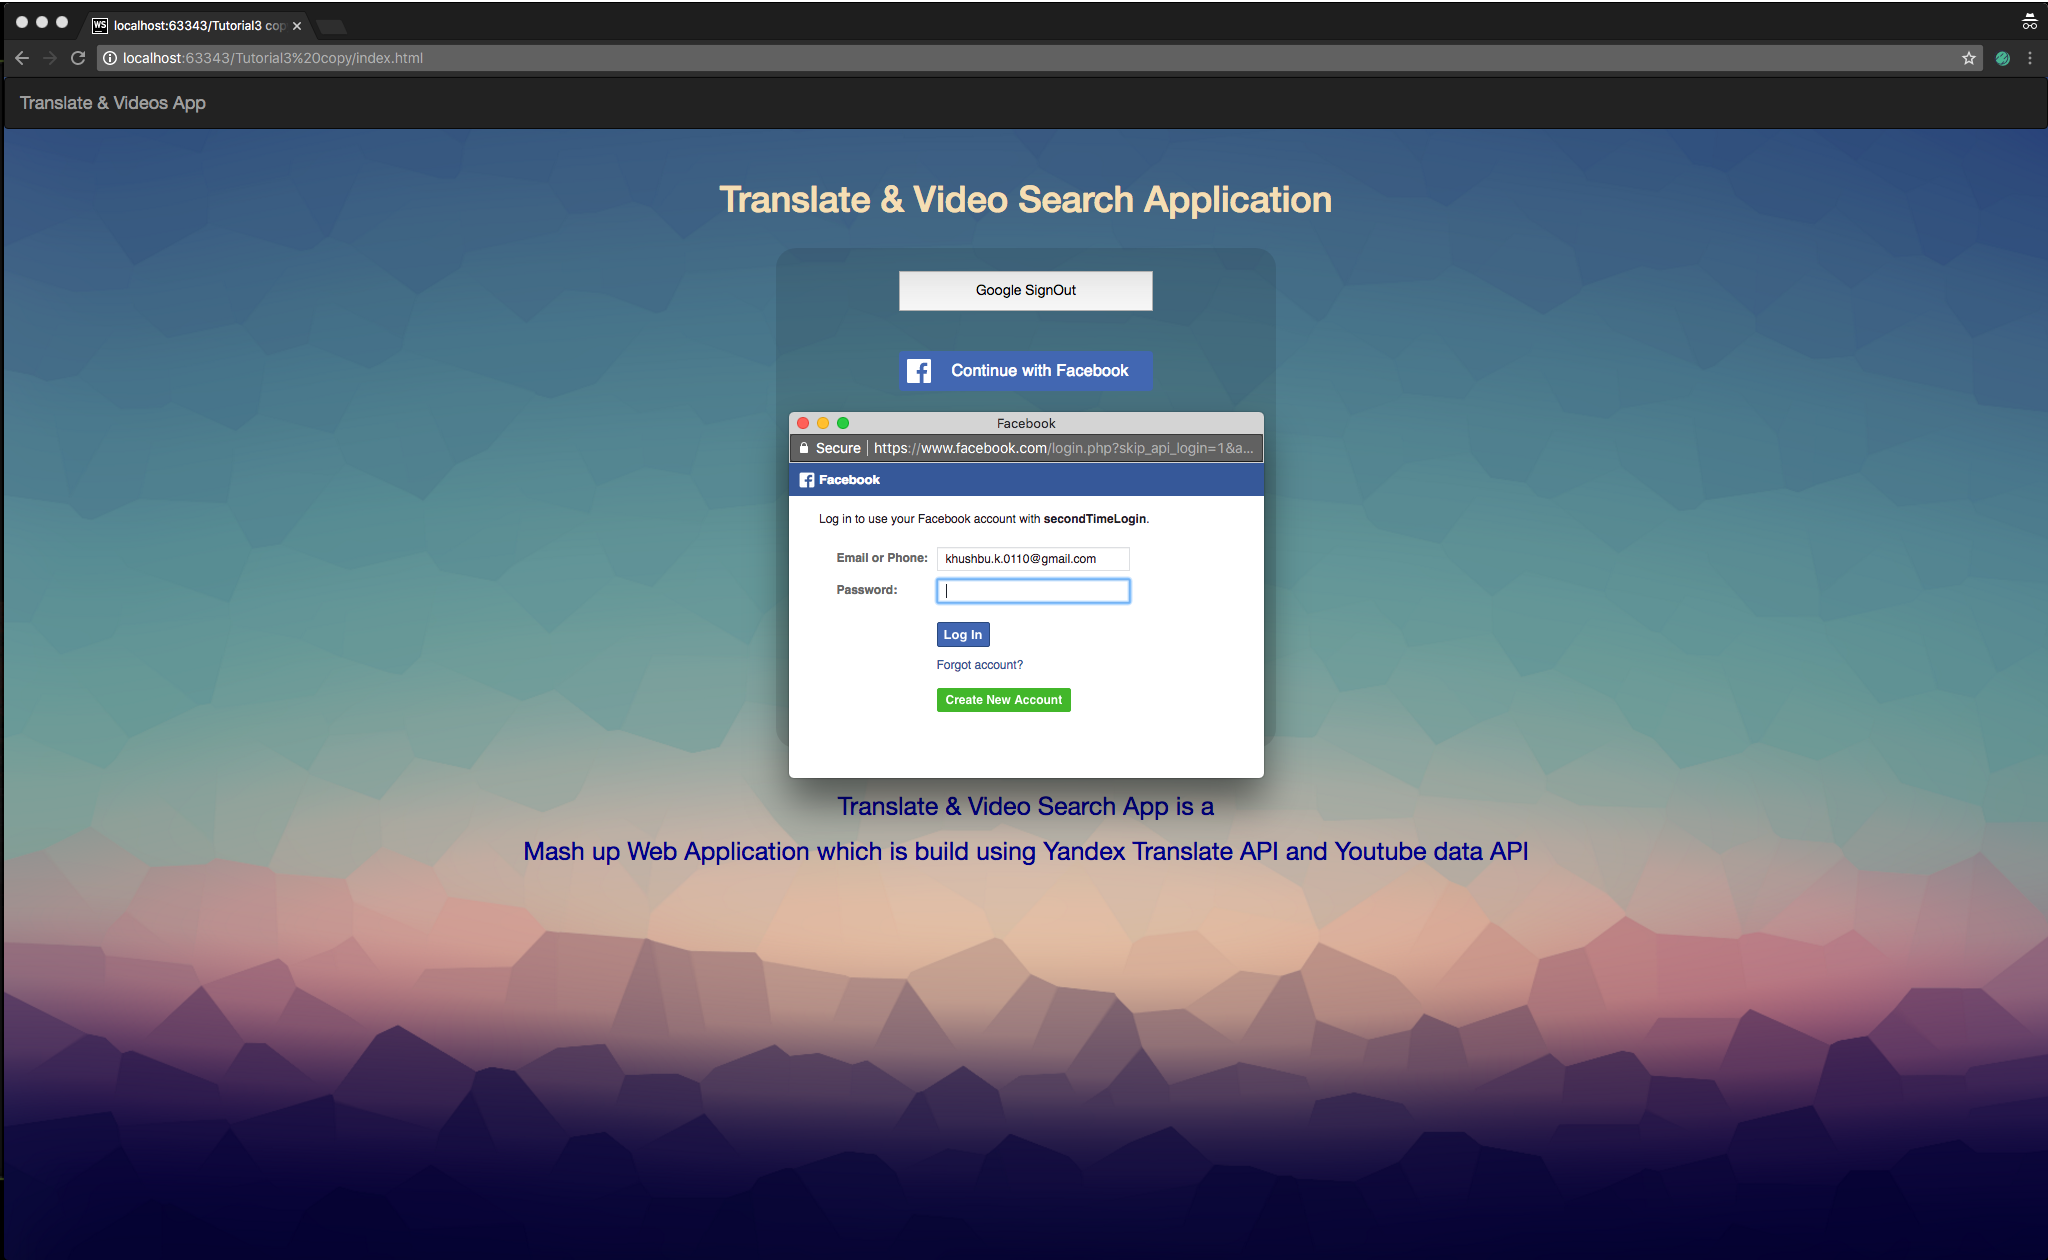 WS localhost:63343/Tutorial3 cop
localhost:63343/Tutorial3%20copy/index.html
Translate & Videos App
Translate & Video Search Application
Google SignOut
Continue with Facebook
Facebook
Secure https://www.facebook.com/login.php?skip_api_login=1&a...
Facebook
Log in to use your Facebook account with secondTimeLogin.
Email or Phone: khushbu.k.0110@gmail.com
Password:
Log In
Forgot account?
Create New Account
Translate & Video Search App is a
Mash up Web Application which is build using Yandex Translate API and Youtube data API